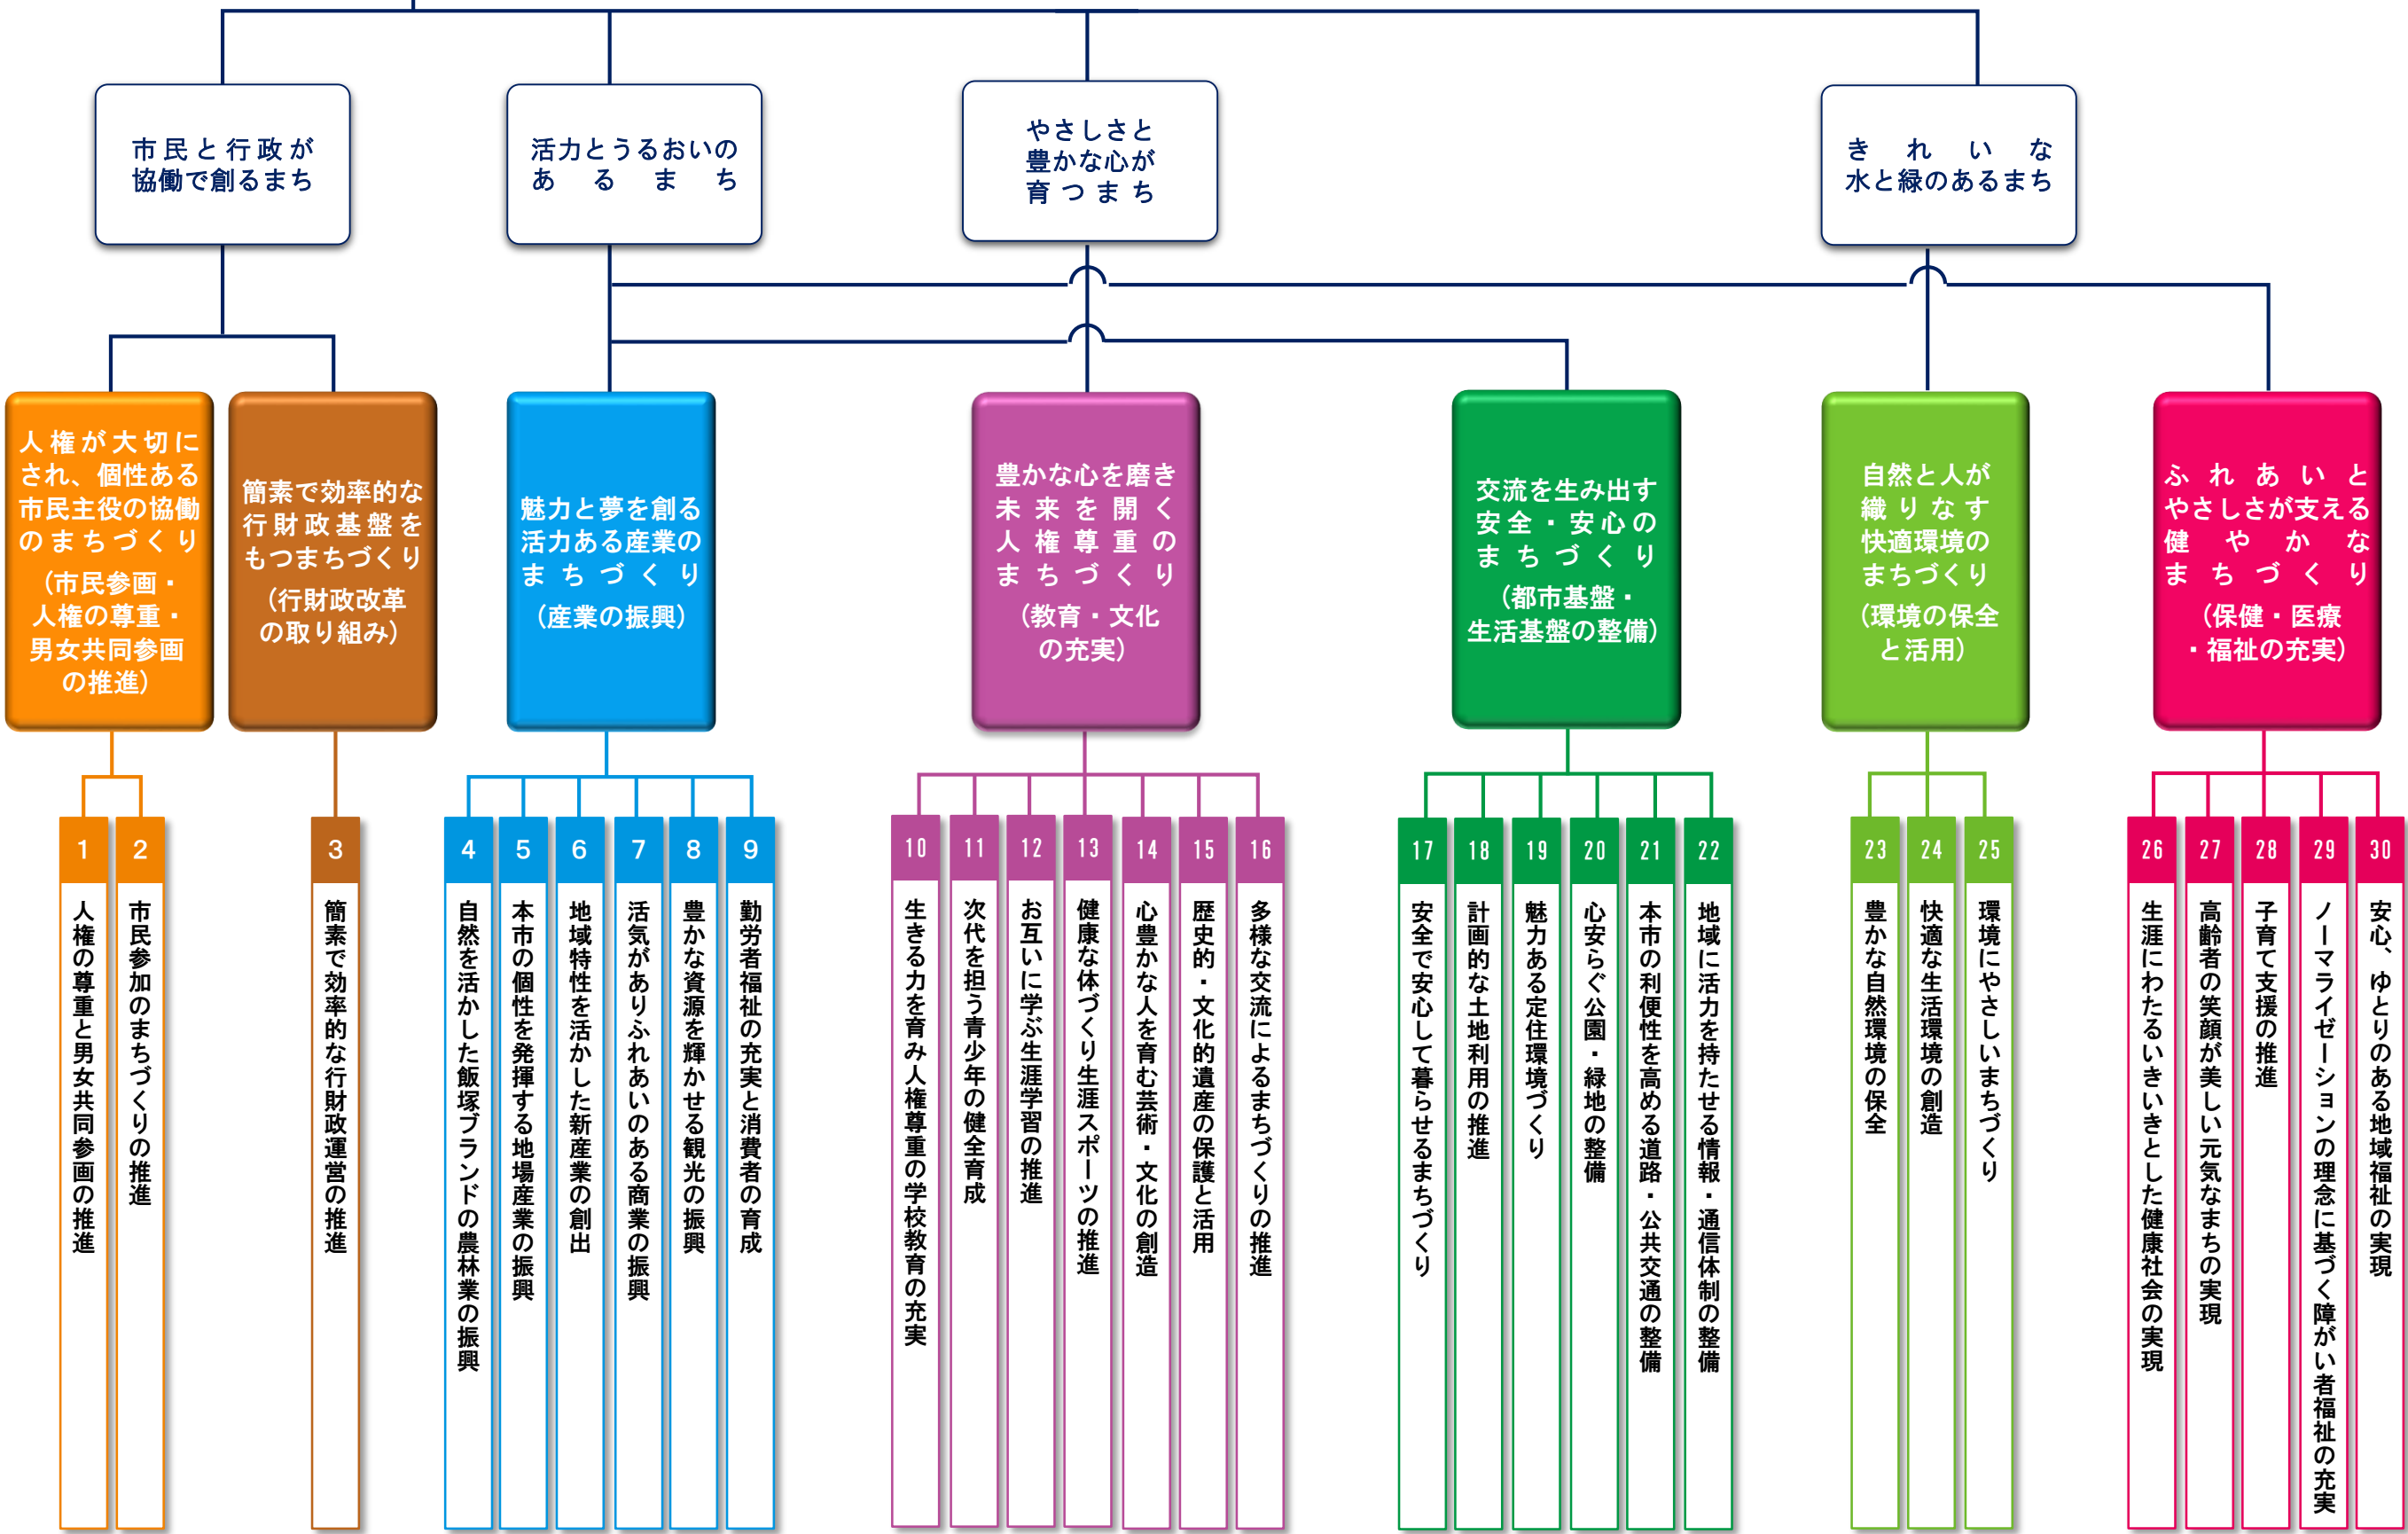 市民と行政が
協働で創るまち
活力とうるおいの
あるまち
やさしさと
豊かな心が
育つまち
きれいな
水と緑のあるまち
人権が大切に
され、個性ある
市民主役の協働
のまちづくり
（市民参画・
人権の尊重・
男女共同参画
の推進）
簡素で効率的な
行財政基盤を
もつまちづくり
（行財政改革
の取り組み）
魅力と夢を創る
活力ある産業の
まちづくり
（産業の振興）
豊かな心を磨き
未来を開く
人権尊重の
まちづくり
（教育・文化
の充実）
交流を生み出す
安全・安心の
まちづくり
（都市基盤・
生活基盤の整備）
自然と人が
織りなす
快適環境の
まちづくり
（環境の保全
と活用）
ふれあいと
やさしさが支える
健やかな
まちづくり
（保健・医療
・福祉の充実）
1
人権の尊重と男女共同参画の推進
2
市民参加のまちづくりの推進
3
簡素で効率的な行財政運営の推進
4
自然を活かした飯塚ブランドの農林業の振興
5
本市の個性を発揮する地場産業の振興
6
地域特性を活かした新産業の創出
7
活気がありふれあいのある商業の振興
8
豊かな資源を輝かせる観光の振興
9
勤労者福祉の充実と消費者の育成
10
生きる力を育み人権尊重の学校教育の充実
11
次代を担う青少年の健全育成
12
お互いに学ぶ生涯学習の推進
13
健康な体づくり生涯スポーツの推進
14
心豊かな人を育む芸術・文化の創造
15
歴史的・文化的遺産の保護と活用
16
多様な交流によるまちづくりの推進
17
安全で安心して暮らせるまちづくり
18
計画的な土地利用の推進
19
魅力ある定住環境づくり
20
心安らぐ公園・緑地の整備
21
本市の利便性を高める道路・公共交通の整備
22
地域に活力を持たせる情報・通信体制の整備
23
豊かな自然環境の保全
24
快適な生活環境の創造
25
環境にやさしいまちづくり
26
生涯にわたるいきいきとした健康社会の実現
27
高齢者の笑顔が美しい元気なまちの実現
28
子育て支援の推進
29
ノーマライゼーションの理念に基づく障がい者福祉の充実
30
安心、ゆとりのある地域福祉の実現